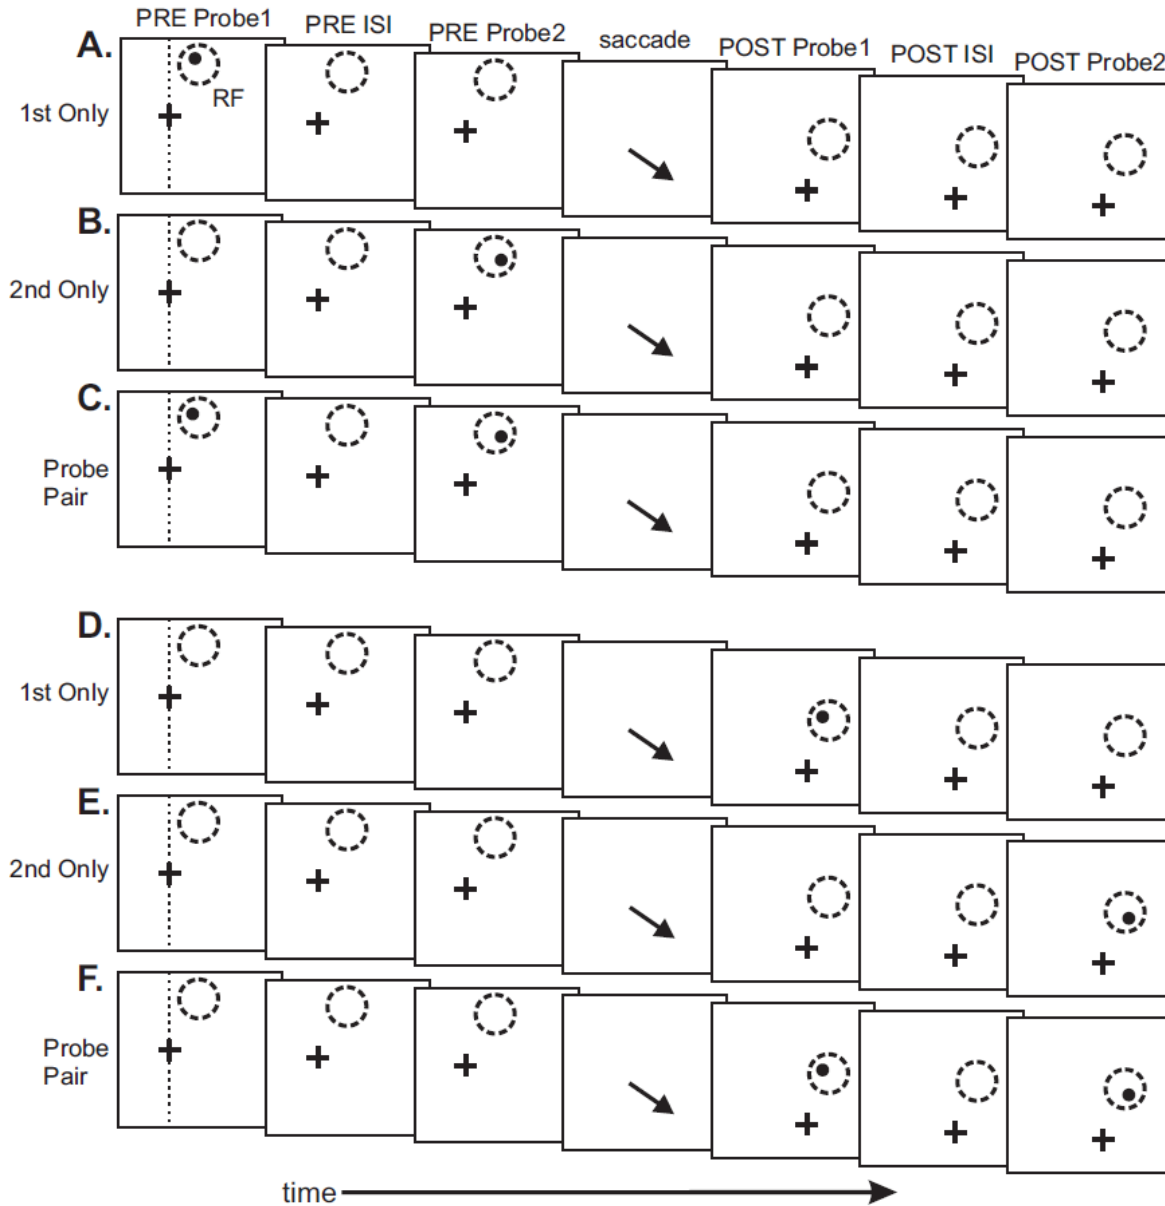 PRE Probe1 PRE ISI PRE Probe2 saccade POST Probe1 POST ISI POST Probe2
A.
RF
1st Only
B.
2nd Only
C.
Probe
Pair
D.
1st Only
E.
2nd Only
F.
Probe
Pair
time